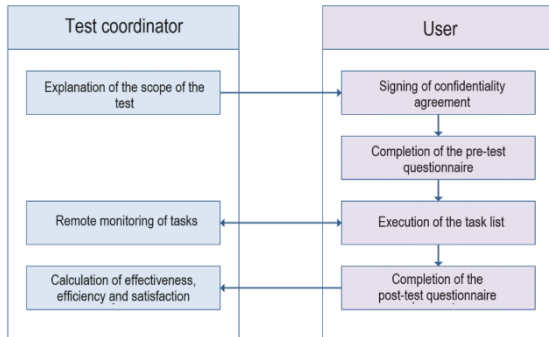 Test coordinator
User
Explanation of the scope of the
test
Signing of confidentiality
agreement
Completion of the pre-test
questionnaire
Remote monitoring of tasks
Execution of the task list
Calculation of effectiveness,
efficiency and satisfaction
Completion of the
post-test questionnaire